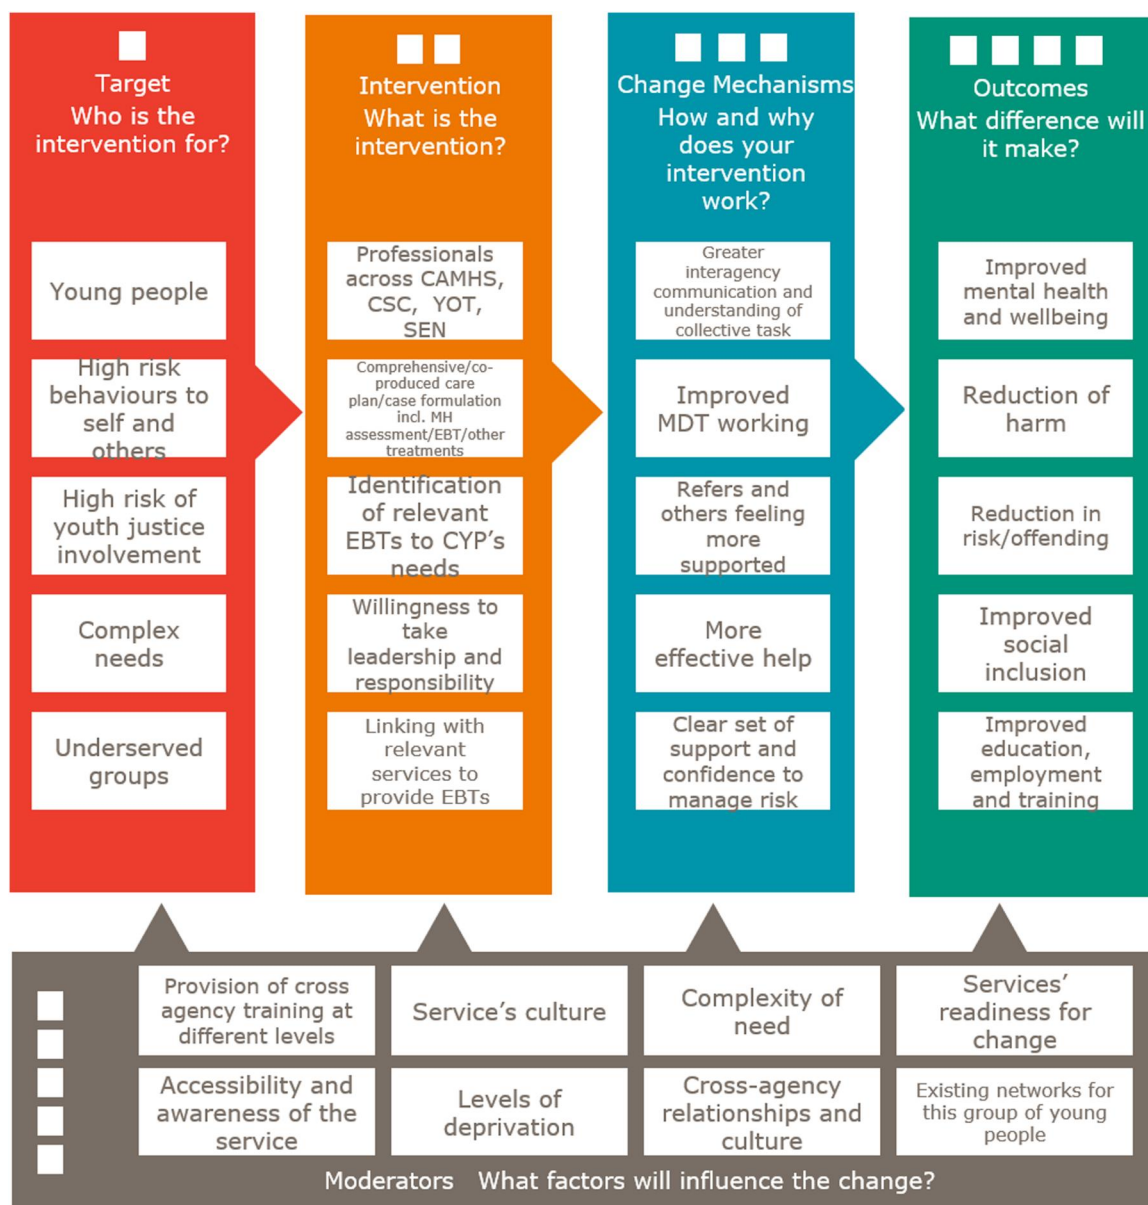 Target
Who is the
intervention for?
Young people
High risk
behaviours to
self and
others
High risk of
youth justice
involvement
Complex
needs
Underserved
groups
Intervention
What is the
intervention?
Professionals
across CAMHS,
CSC, YOT,
SEN
Comprehensive/co-
produced care
plan/case formulation
incl. MH
assessment/EBT/other
treatments
Identification
of relevant
EBTs to CYP’s
needs
Willingness to
take
leadership and
responsibility
Linking with
relevant
services to
provide EBTs
Change Mechanisms
How and why
does your
intervention
work?
Greater
interagency
communication and
understanding of
collective task
Improved
MDT working
Refers and
others feeling
more
supported
More
effective help
Clear set of
support and
confidence to
manage risk
Outcomes
What difference will
it make?
Improved
mental health
and wellbeing
Reduction of
harm
Reduction in
risk/offending
Improved
social
inclusion
Improved
education,
employment
and training
Provision of cross
agency training at
different levels
Service’s culture
Complexity of
need
Services’
readiness for
change
Accessibility and
awareness of the
service
Levels of
deprivation
Cross-agency
relationships and
culture
Existing networks for
this group of young
people
Moderators What factors will influence the change?